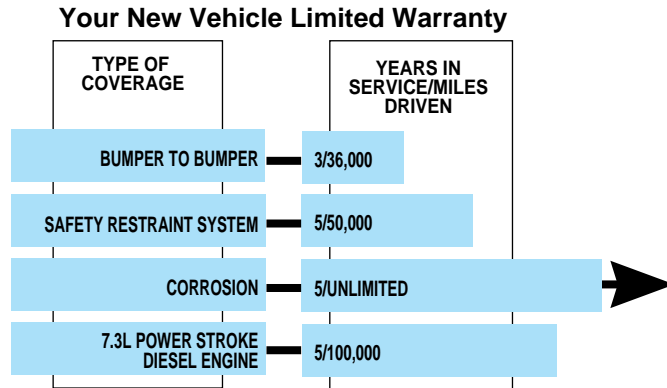 Your New Vehicle Limited Warranty
TYPE OF
COVERAGE
YEARS IN
SERVICE/MILES
DRIVEN
BUMPER TO BUMPER
3/36,000
SAFETY RESTRAINT SYSTEM
5/50,000
CORROSION
5/UNLIMITED
7.3L POWER STROKE
DIESEL ENGINE
5/100,000